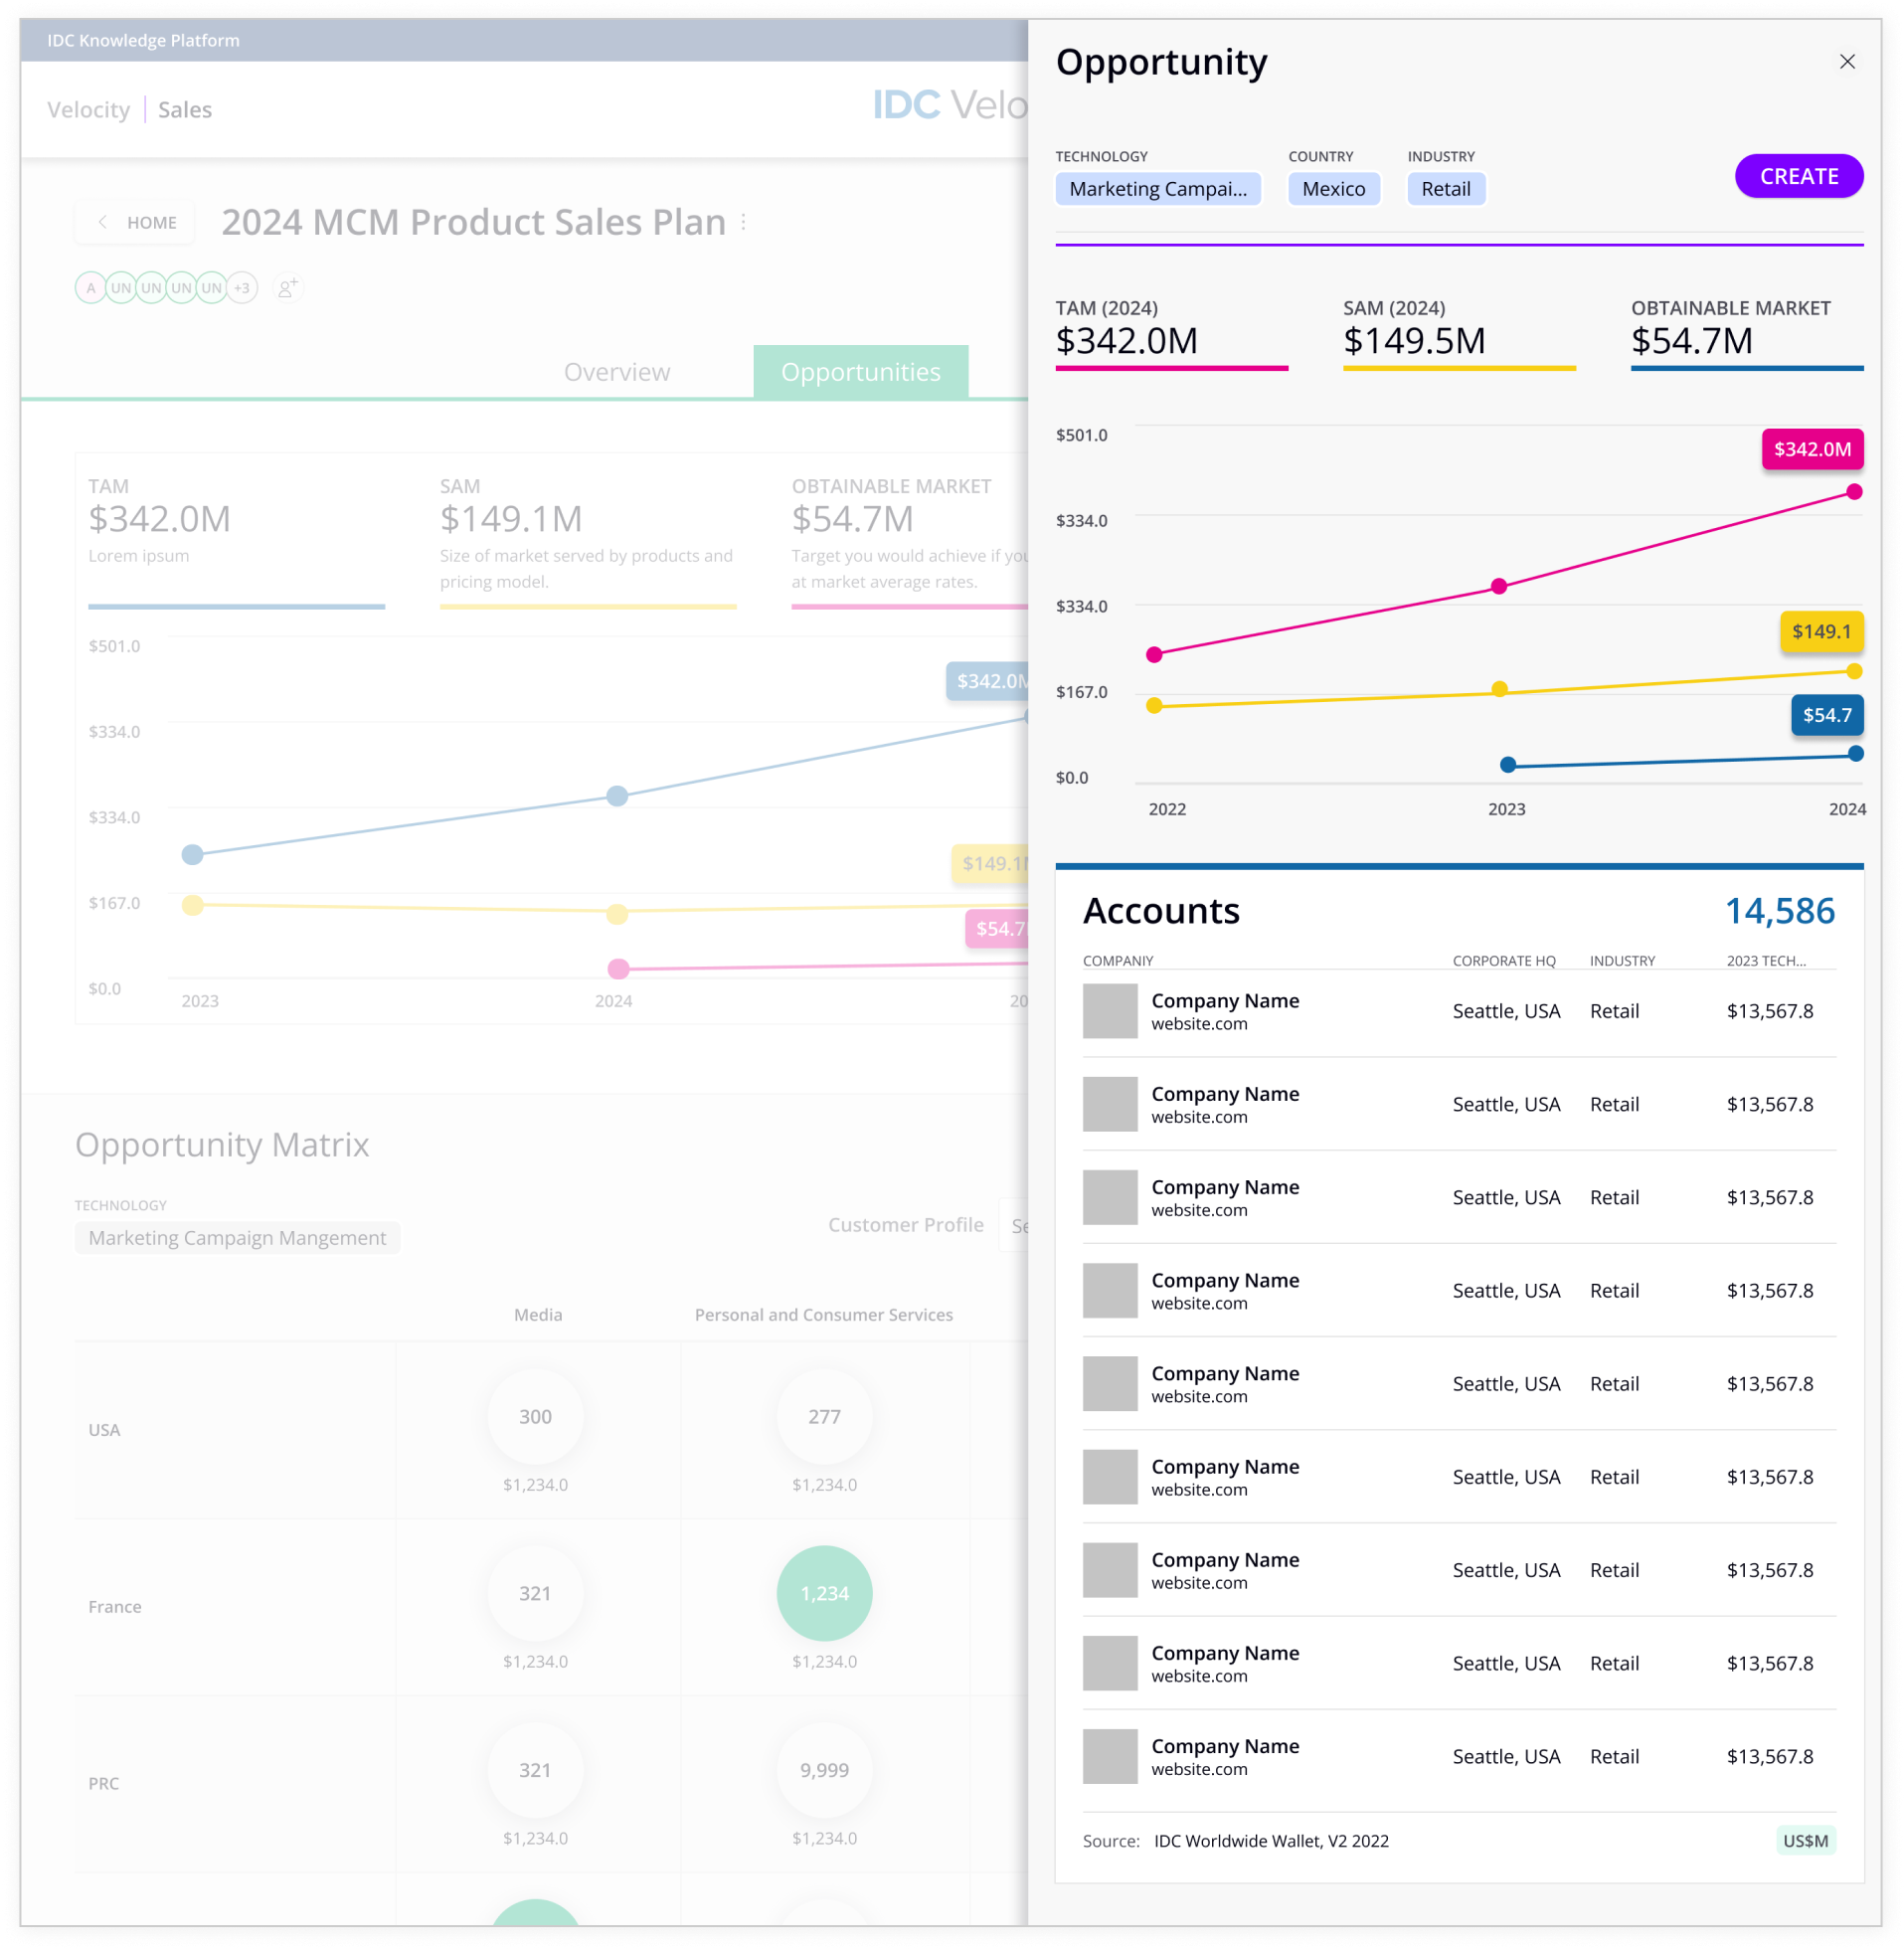 IDC Knowledge Platform
Velocity | Sales
IDC Velo
HOME
2024 MCM Product Sales Plan
A UN UN UN UN +3
Overview
Opportunities
TAM
$342.0M
Lorem ipsum
SAM
$149.1M
Size of market served by products and
pricing model.
OBTAINABLE MARKET
$54.7M
Target you would achieve if you
at market average rates.
$501.0
$334.0
$334.0
$167.0
$0.0
$342.0M
$149.1
$54.7
2023
2024
20
Opportunity Matrix
TECHNOLOGY
Marketing Campaign Mangement
Customer Profile
Se
Media
Personal and Consumer Services
USA
300
$1,234.0
277
$1,234.0
France
321
$1,234.0
1,234
$1,234.0
PRC
321
$1,234.0
9,999
$1,234.0
Opportunity
TECHNOLOGY
Marketing Campai...
COUNTRY
Mexico
INDUSTRY
Retail
CREATE
TAM (2024)
$342.0M
SAM (2024)
$149.5M
OBTAINABLE MARKET
$54.7M
$501.0
$334.0
$334.0
$167.0
$0.0
$342.0M
$149.1
$54.7
2022
2023
2024
Accounts
14,586
COMPANIY
CORPORATE HQ
INDUSTRY
2023 TECH...
Company Name
website.com
Seattle, USA
Retail
$13,567.8
Company Name
website.com
Seattle, USA
Retail
$13,567.8
Company Name
website.com
Seattle, USA
Retail
$13,567.8
Company Name
website.com
Seattle, USA
Retail
$13,567.8
Company Name
website.com
Seattle, USA
Retail
$13,567.8
Company Name
website.com
Seattle, USA
Retail
$13,567.8
Company Name
website.com
Seattle, USA
Retail
$13,567.8
Company Name
website.com
Seattle, USA
Retail
$13,567.8
Company Name
website.com
Seattle, USA
Retail
$13,567.8
Source: IDC Worldwide Wallet, V2 2022
US$M